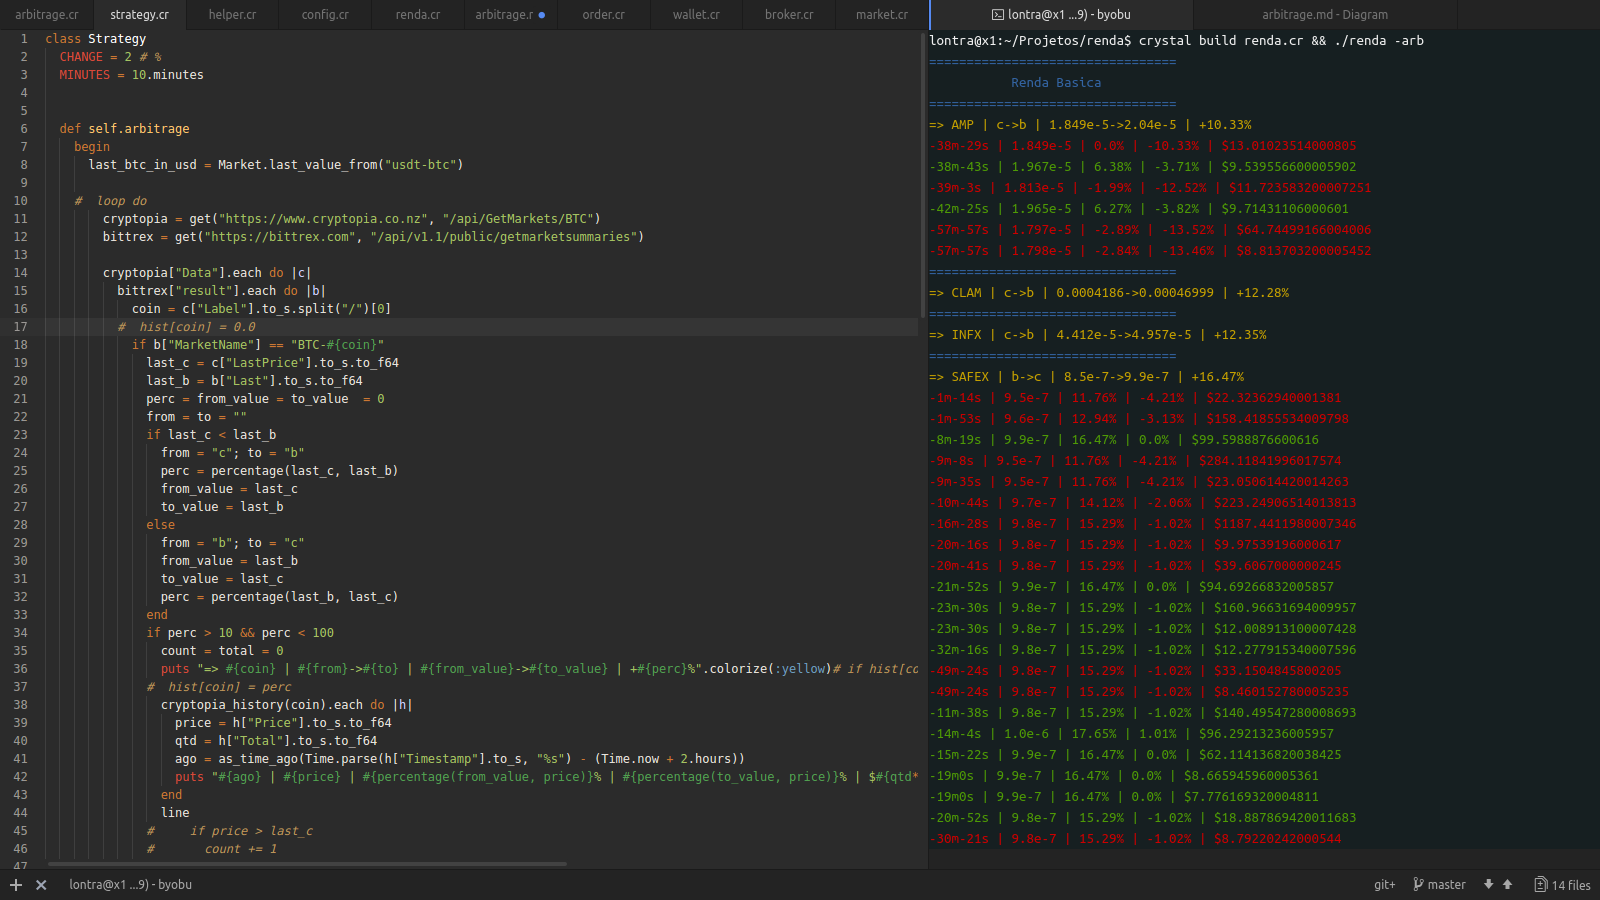 arbitrage.cr strategy.cr helper.cr config.cr renda.cr arbitrage.r order.cr wallet.cr broker.cr market.cr
1 class Strategy
2 CHANGE = 2 # %
3 MINUTES = 10.minutes
4
5
6 def self.arbitrage
7 begin
8 last_btc_in_usd = Market.last_value_from("usdt-btc")
9
10 # loop do
11 cryptopia = get("https://www.cryptopia.co.nz", "/api/GetMarkets/BTC")
12 bittrex = get("https://bittrex.com", "/api/v1.1/public/getmarketsummaries")
13
14 cryptopia["Data"].each do |c|
15 bittrex["result"].each do |b|
16 coin = c["Label"].to_s.split("/")[0]
17 # hist[coin] = 0.0
18 if b["MarketName"] == "BTC-#{coin}"
19 last_c = c["LastPrice"].to_s.to_f64
20 last_b = b["Last"].to_s.to_f64
21 perc = from_value = to_value = 0
22 from = to = ""
23 if last_c < last_b
24 from = "c"; to = "b"
25 perc = percentage(last_c, last_b)
26 from_value = last_c
27 to_value = last_b
28 else
29 from = "b"; to = "c"
30 from_value = last_b
31 to_value = last_c
32 perc = percentage(last_b, last_c)
33 end
34 if perc > 10 && perc < 100
35 count = total = 0
36 puts "=> #{coin} | #{from}->#{to} | #{from_value}->#{to_value} | +#{perc}%".colorize(:yellow)# if hist[co
37 # hist[coin] = perc
38 cryptopia_history(coin).each do |h|
39 price = h["Price"].to_s.to_f64
40 qtd = h["Total"].to_s.to_f64
41 ago = as_time_ago(Time.parse(h["Timestamp"].to_s, "%s") - (Time.now + 2.hours))
42 puts "#{ago} | #{price} | #{percentage(from_value, price)}% | #{percentage(to_value, price)}% | $#{qtd*
43 end
44 line
45 # if price > last_c
46 # count += 1
47
lontra@x1 ...9) - byobu arbitrage.md - Diagram
lontra@x1:~/Projetos/renda$ crystal build renda.cr && ./renda -arb
=================================
Renda Basica
=================================
=> AMP | c->b | 1.849e-5->2.04e-5 | +10.33%
-38m-29s | 1.849e-5 | 0.0% | -10.33% | $13.01023514000805
-38m-43s | 1.967e-5 | 6.38% | -3.71% | $9.539556600005902
-39m-3s | 1.813e-5 | -1.99% | -12.52% | $11.723583200007251
-42m-25s | 1.965e-5 | 6.27% | -3.82% | $9.71431106000601
-57m-57s | 1.797e-5 | -2.89% | -13.52% | $64.74499166004006
-57m-57s | 1.798e-5 | -2.84% | -13.46% | $8.813703200005452
=================================
=> CLAM | c->b | 0.0004186->0.00046999 | +12.28%
=================================
=> INFX | c->b | 4.412e-5->4.957e-5 | +12.35%
=================================
=> SAFEX | b->c | 8.5e-7->9.9e-7 | +16.47%
-1m-14s | 9.5e-7 | 11.76% | -4.21% | $22.32362940001381
-1m-53s | 9.6e-7 | 12.94% | -3.13% | $158.41855534009798
-8m-19s | 9.9e-7 | 16.47% | 0.0% | $99.5988876600616
-9m-8s | 9.5e-7 | 11.76% | -4.21% | $284.11841996017574
-9m-35s | 9.5e-7 | 11.76% | -4.21% | $23.050614420014263
-10m-44s | 9.7e-7 | 14.12% | -2.06% | $223.24906514013813
-16m-28s | 9.8e-7 | 15.29% | -1.02% | $1187.4411980007346
-20m-16s | 9.8e-7 | 15.29% | -1.02% | $9.97539196000617
-20m-41s | 9.8e-7 | 15.29% | -1.02% | $39.6067000000245
-21m-52s | 9.9e-7 | 16.47% | 0.0% | $94.69266832005857
-23m-30s | 9.8e-7 | 15.29% | -1.02% | $160.96631694009957
-23m-30s | 9.8e-7 | 15.29% | -1.02% | $12.008913100007428
-32m-16s | 9.8e-7 | 15.29% | -1.02% | $12.277915340007596
-49m-24s | 9.8e-7 | 15.29% | -1.02% | $33.1504845800205
-49m-24s | 9.8e-7 | 15.29% | -1.02% | $8.460152780005235
-11m-38s | 9.8e-7 | 15.29% | -1.02% | $140.49547280008693
-14m-4s | 1.0e-6 | 17.65% | 1.01% | $96.29213236005957
-15m-22s | 9.9e-7 | 16.47% | 0.0% | $62.114136820038425
-19m0s | 9.9e-7 | 16.47% | 0.0% | $8.665945960005361
-19m0s | 9.9e-7 | 16.47% | 0.0% | $7.776169320004811
-20m-52s | 9.8e-7 | 15.29% | -1.02% | $18.887869420011683
-30m-21s | 9.8e-7 | 15.29% | -1.02% | $8.79220242000544
lontra@x1 ...9) - byobu git+ master 14 files